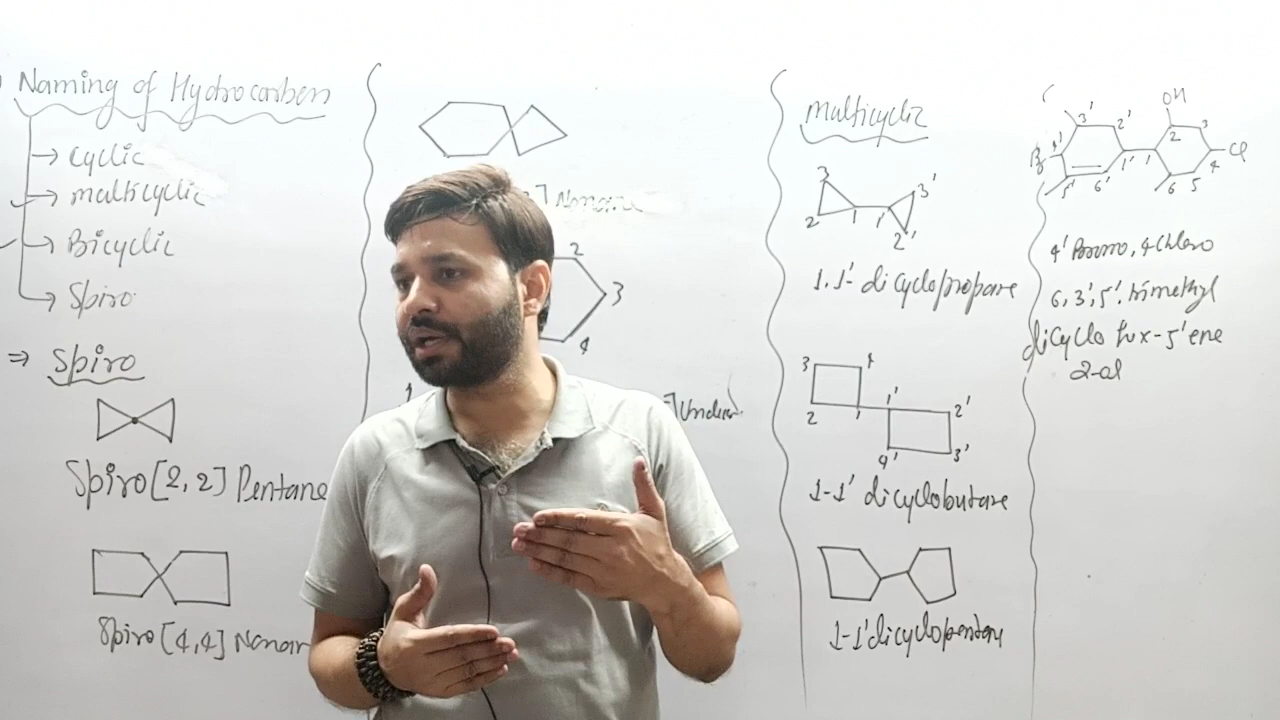 Naming of Hydrocarbon
→ Cyclic
→ multicyclic
→ Bicyclic
→ Spiro
⇒ Spiro
Spiro[2,2] Pentane
Spiro[4,4] Nonan
] Nonane
2
3
4
] Undec
multicyclic
3
2
1
1'
3'
2'
1,1'- dicyclopropane
3
4
2
1
1'
2'
4'
3'
1-1' dicyclobutane
1-1' dicyclopentane
OH
3'
2'
2
3
Br
4'
1'
1
4
Cl
5'
6'
6
5
4' Bromo, 4 chloro
6, 3', 5', trimethyl
dicyclo hex-5' ene
2-ol